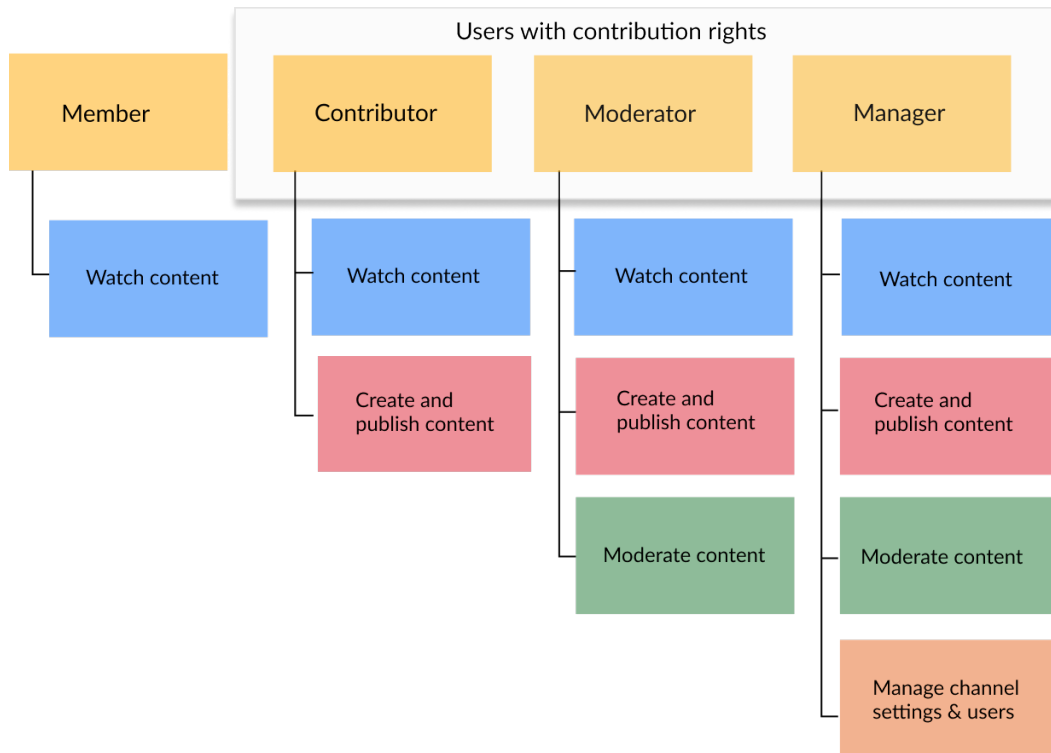 Users with contribution rights
Member
Contributor
Moderator
Manager
Watch content
Watch content
Watch content
Watch content
Create and
publish content
Create and
publish content
Create and
publish content
Moderate content
Moderate content
Manage channel
settings & users